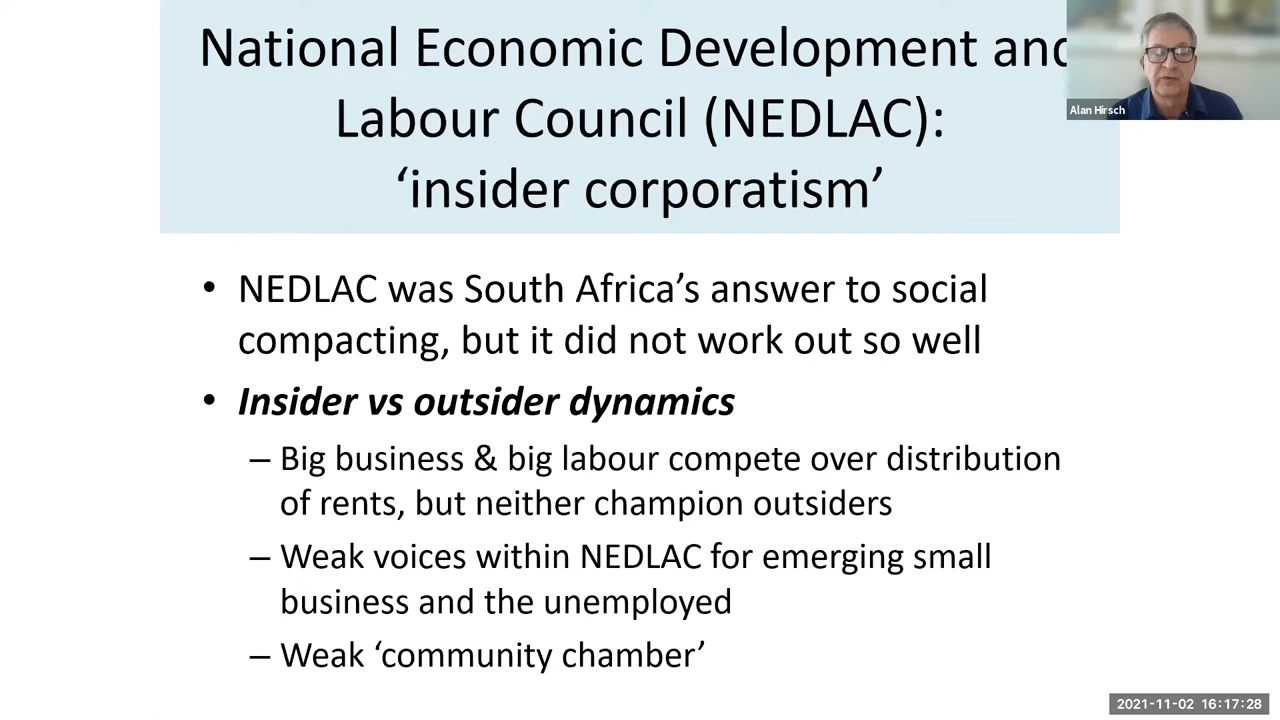 National Economic Development and
Labour Council (NEDLAC):
‘insider corporatism’
Alan Hirsch
• NEDLAC was South Africa’s answer to social
compacting, but it did not work out so well
• Insider vs outsider dynamics
– Big business & big labour compete over distribution
of rents, but neither champion outsiders
– Weak voices within NEDLAC for emerging small
business and the unemployed
– Weak ‘community chamber’
2021-11-02 16:17:28